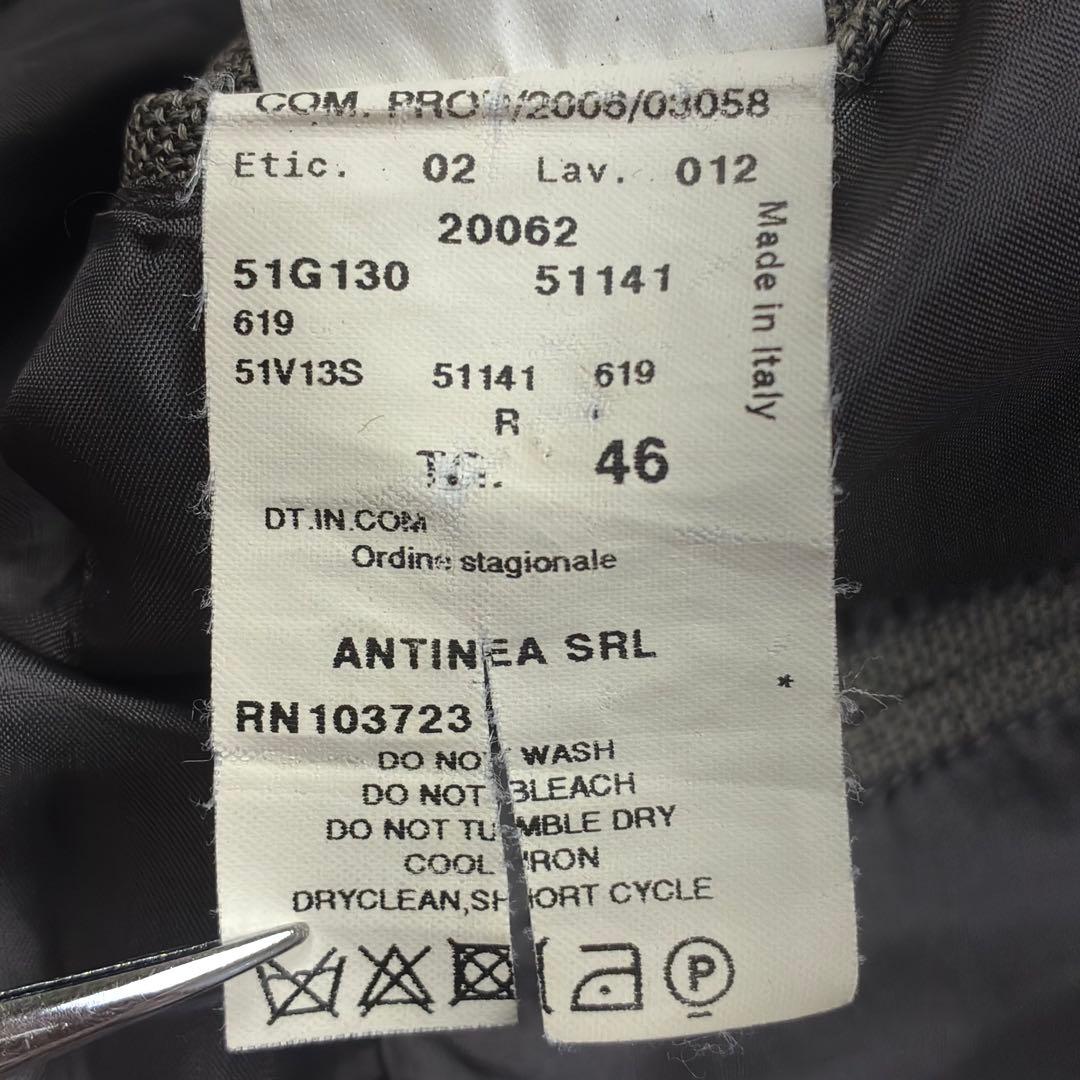 COM. PROD/2006/03058
Etic. 02 Lav. 012
20062
51G130 51141
619
51V13S 51141 619
R
TG. 46
DT.IN.COM
Ordine stagionale
ANTINEA SRL
*
RN103723
DO NOT WASH
DO NOT BLEACH
DO NOT TUMBLE DRY
COOL IRON
DRYCLEAN,SHORT CYCLE
P
Made in Italy